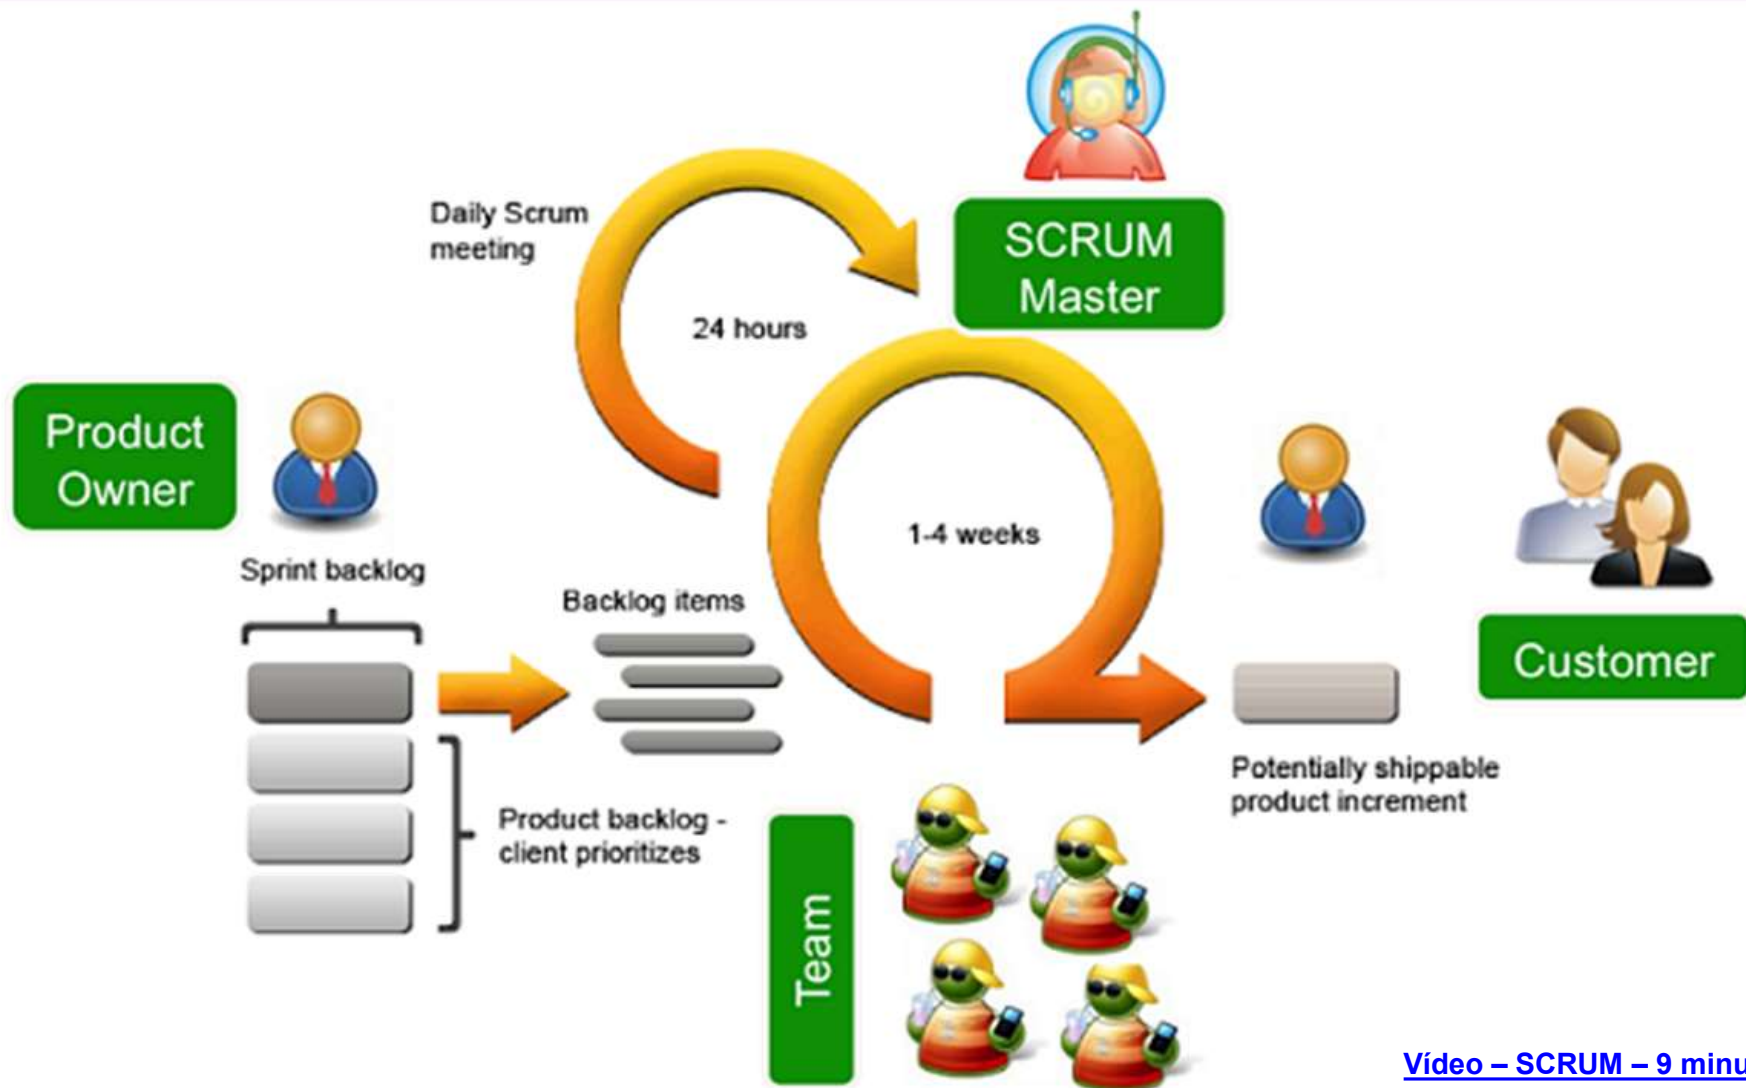 SCRUM
Master
Daily Scrum
meeting
24 hours
Product
Owner
1-4 weeks
Sprint backlog
Backlog items
Customer
Potentially shippable
product increment
Product backlog -
client prioritizes
Team
Vídeo – SCRUM – 9 minu